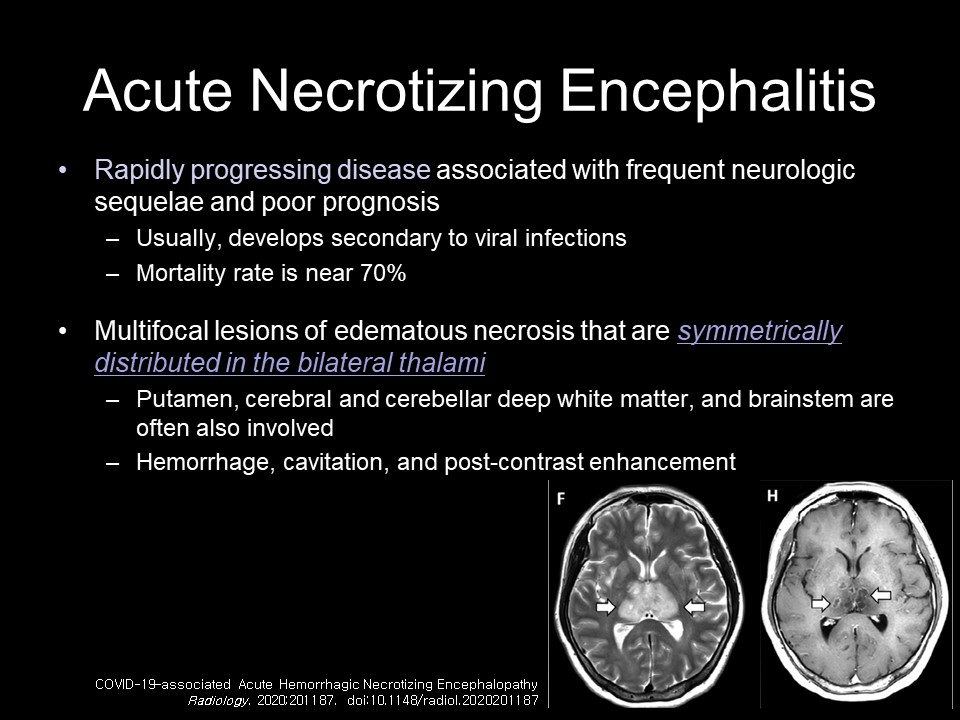 Acute Necrotizing Encephalitis
• Rapidly progressing disease associated with frequent neurologic
sequelae and poor prognosis
– Usually, develops secondary to viral infections
– Mortality rate is near 70%
• Multifocal lesions of edematous necrosis that are symmetrically
distributed in the bilateral thalami
– Putamen, cerebral and cerebellar deep white matter, and brainstem are
often also involved
– Hemorrhage, cavitation, and post-contrast enhancement
F
H
COVID-19-associated Acute Hemorrhagic Necrotizing Encephalopathy
Radiology. 2020:201187. doi:10.1148/radiol.2020201187